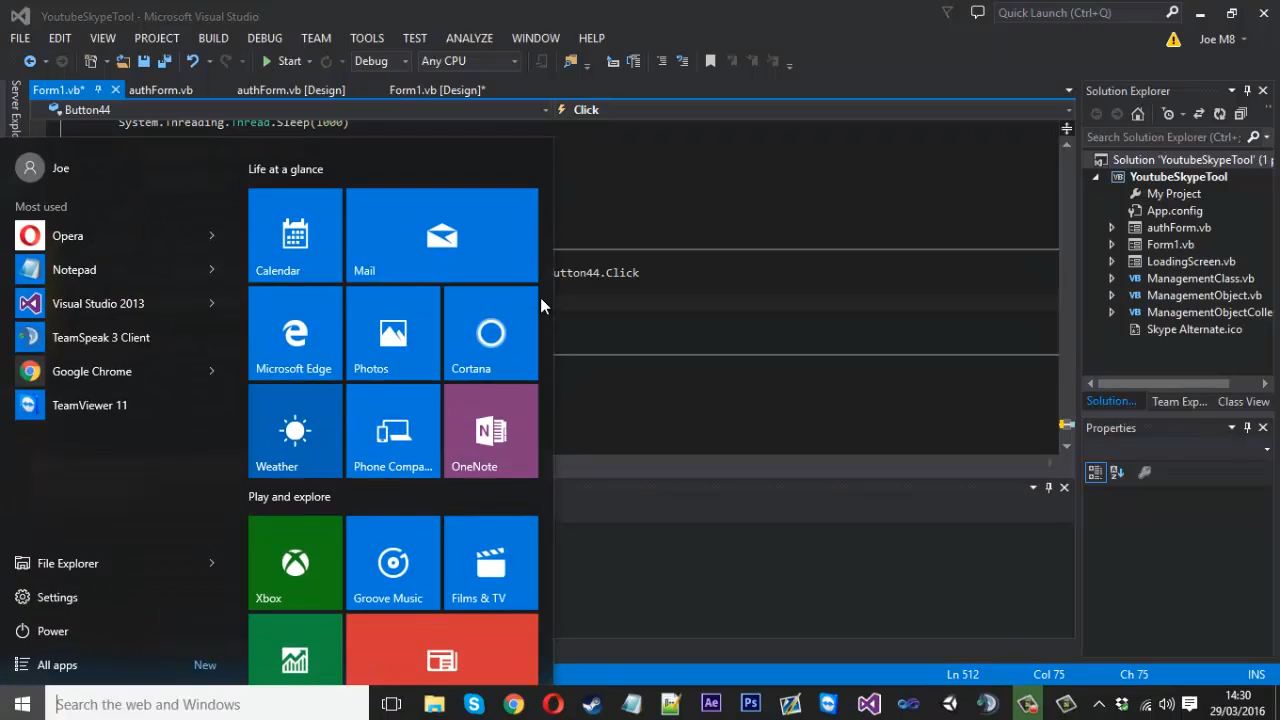 YoutubeSkypeTool - Microsoft Visual Studio
Quick Launch (Ctrl+Q)
FILE EDIT VIEW PROJECT BUILD DEBUG TEAM TOOLS TEST ANALYZE WINDOW HELP
Joe M8
Start Debug Any CPU
Form1.vb* authForm.vb authForm.vb [Design] Form1.vb [Design]*
Solution Explorer
Server Explorer
Button44 Click
System.Threading.Thread.Sleep(1000)
Search Solution Explorer (Ctrl+;
Solution 'YoutubeSkypeTool' (1 p
YoutubeSkypeTool
My Project
App.config
authForm.vb
Form1.vb
LoadingScreen.vb
ManagementClass.vb
ManagementObject.vb
ManagementObjectColle
Skype Alternate.ico
utton44.Click
Solution... Team Exp... Class View
Properties
Joe
Most used
Opera
Notepad
Visual Studio 2013
TeamSpeak 3 Client
Google Chrome
TeamViewer 11
File Explorer
Settings
Power
All apps New
Life at a glance
Calendar Mail
Microsoft Edge Photos Cortana
Weather Phone Compa... OneNote
Play and explore
Xbox Groove Music Films & TV
Ln 512 Col 75 Ch 75 INS
Search the web and Windows
Ae Ps
14:30
29/03/2016